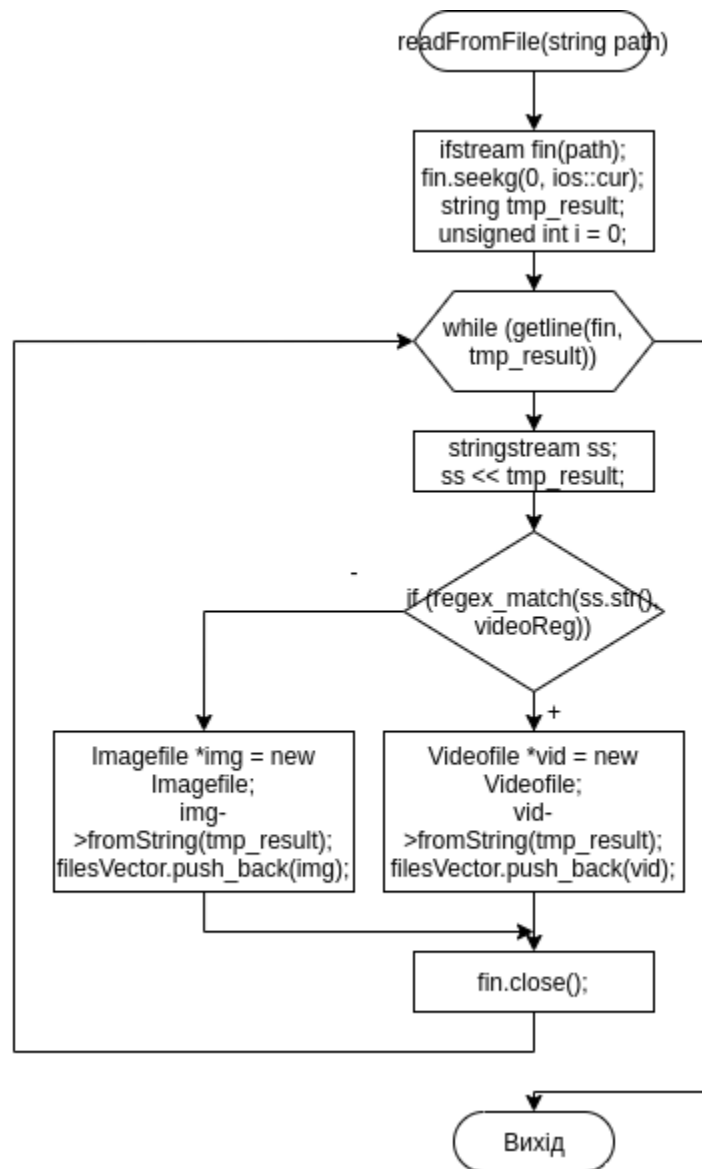 readFromFile(string path)
ifstream fin(path);
fin.seekg(0, ios::cur);
string tmp_result;
unsigned int i = 0;
while (getline(fin,
tmp_result))
stringstream ss;
ss << tmp_result;
-
if (regex_match(ss.str(),
videoReg))
+
Imagefile *img = new
Imagefile;
img-
>fromString(tmp_result);
filesVector.push_back(img);
Videofile *vid = new
Videofile;
vid-
>fromString(tmp_result);
filesVector.push_back(vid);
fin.close();
Вихід